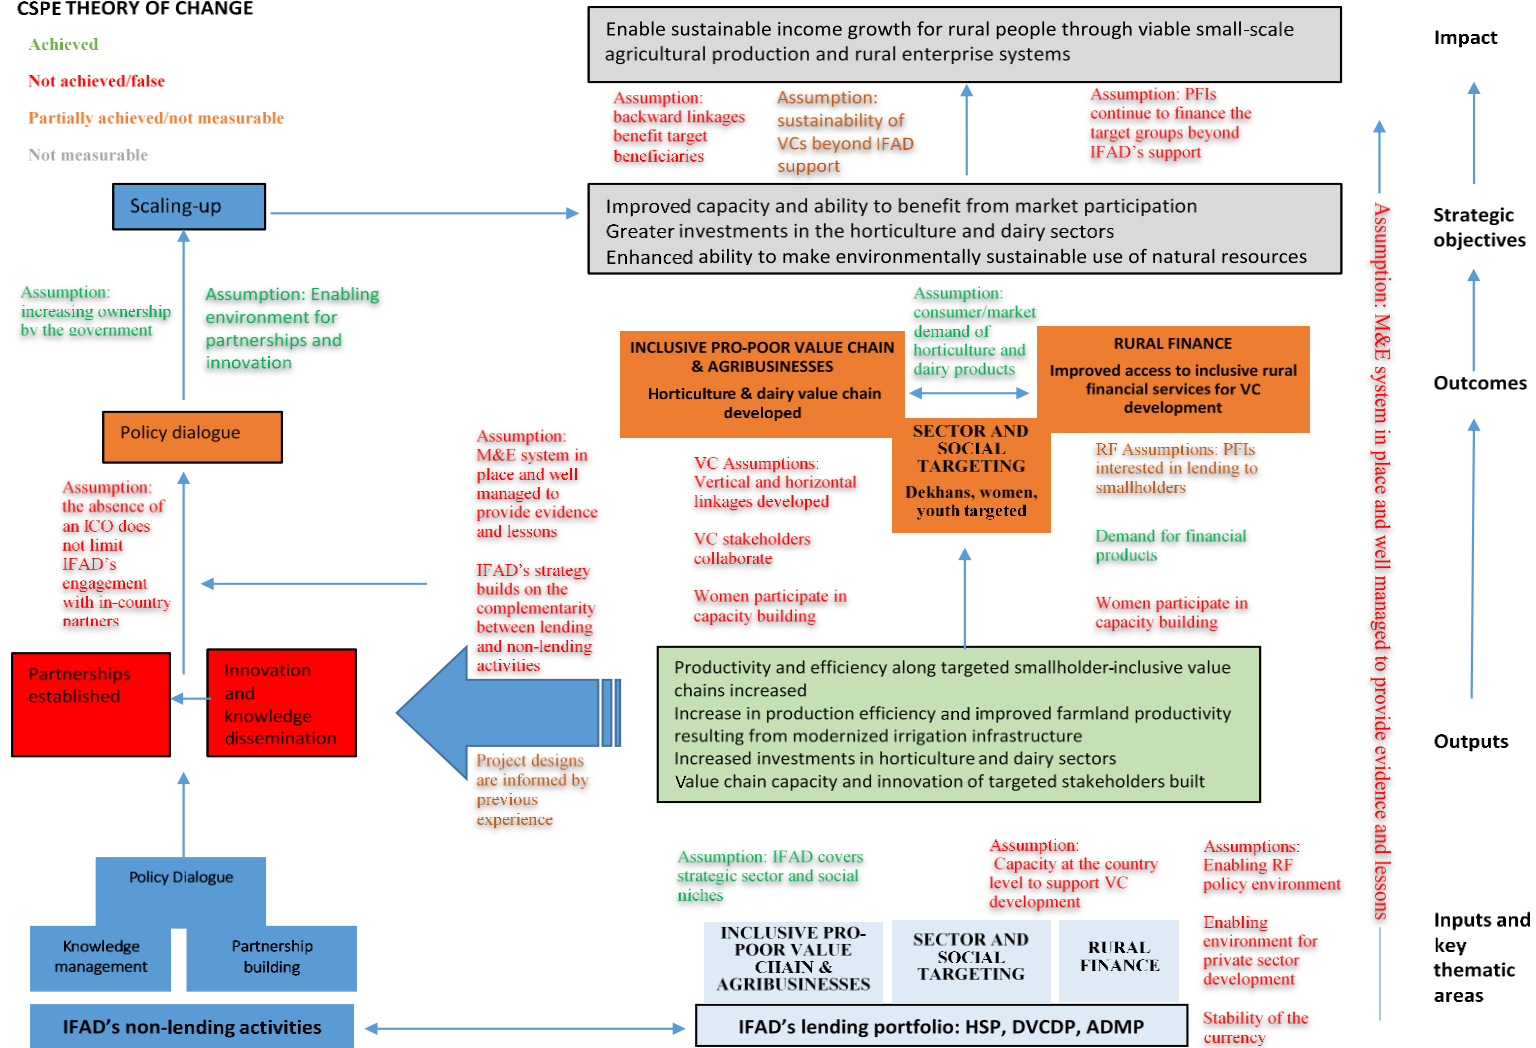 CSPE THEORY OF CHANGE
Achieved
Not achieved/false
Partially achieved/not measurable
Not measurable
Enable sustainable income growth for rural people through viable small-scale
agricultural production and rural enterprise systems
Impact
Assumption:
backward linkages
benefit target
beneficiaries
Assumption:
sustainability of
VCs beyond IFAD
support
Assumption: PFIs
continue to finance the
target groups beyond
IFAD's support
Scaling-up
Improved capacity and ability to benefit from market participation
Greater investments in the horticulture and dairy sectors
Enhanced ability to make environmentally sustainable use of natural resources
Strategic
objectives
Assumption: M&E system in place and well managed to provide evidence and lessons
Assumption:
increasing ownership
by the government
Assumption: Enabling
environment for
partnerships and
innovation
Assumption:
consumer/market
demand of
horticulture and
dairy products
INCLUSIVE PRO-POOR VALUE CHAIN
& AGRIBUSINESSES
Horticulture & dairy value chain
developed
RURAL FINANCE
Improved access to inclusive rural
financial services for VC
development
Outcomes
SECTOR AND
SOCIAL
TARGETING
Dekhans, women,
youth targeted
Policy dialogue
Assumption:
the absence of
an ICO does
not limit
IFAD's
engagement
with in-country
partners
Assumption:
M&E system in
place and well
managed to
provide evidence
and lessons
IFAD's strategy
builds on the
complementarity
between lending
and non-lending
activities
VC Assumptions:
Vertical and horizontal
linkages developed
VC stakeholders
collaborate
Women participate in
capacity building
RF Assumptions: PFIs
interested in lending to
smallholders
Demand for financial
products
Women participate in
capacity building
Partnerships
established
Innovation
and
knowledge
dissemination
Project designs
are informed by
previous
experience
Productivity and efficiency along targeted smallholder-inclusive value
chains increased
Increase in production efficiency and improved farmland productivity
resulting from modernized irrigation infrastructure
Increased investments in horticulture and dairy sectors
Value chain capacity and innovation of targeted stakeholders built
Outputs
Policy Dialogue
Knowledge
management
Partnership
building
IFAD's non-lending activities
Assumption: IFAD covers
strategic sector and social
niches
Assumption:
Capacity at the country
level to support VC
development
Assumptions:
Enabling RF
policy environment
Enabling
environment for
private sector
development
Stability of the
currency
INCLUSIVE PRO-
POOR VALUE
CHAIN &
AGRIBUSINESSES
SECTOR AND
SOCIAL
TARGETING
RURAL
FINANCE
IFAD's lending portfolio: HSP, DVCDP, ADMP
Inputs and
key
thematic
areas